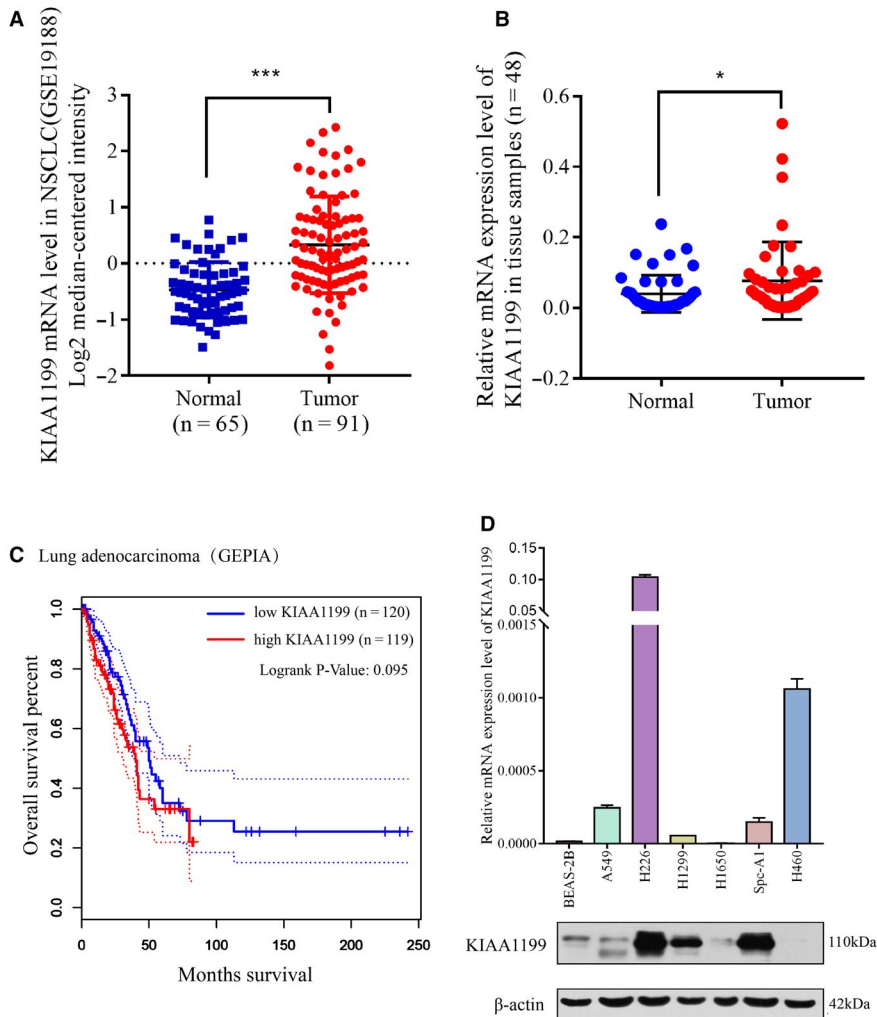 A
KIAA1199 mRNA level in NSCLC(GSE19188)
Log2 median-centered intensity
***
3
2
1
0
−1
−2
Normal
(n = 65)
Tumor
(n = 91)
B
Relative mRNA expression level of
KIAA1199 in tissue samples (n = 48)
*
0.6
0.4
0.2
0.0
−0.2
Normal
Tumor
C Lung adenocarcinoma（GEPIA）
Overall survival percent
1.0
0.8
0.6
0.4
0.2
0.0
low KIAA1199 (n = 120)
high KIAA1199 (n = 119)
Logrank P-Value: 0.095
0 50 100 150 200 250
Months survival
D
Relative mRNA expression level of KIAA1199
0.15
0.10
0.05
0.0015
0.0010
0.0005
0.0000
BEAS-2B
A549
H226
H1299
H1650
Spc-A1
H460
KIAA1199
110kDa
β-actin
42kDa